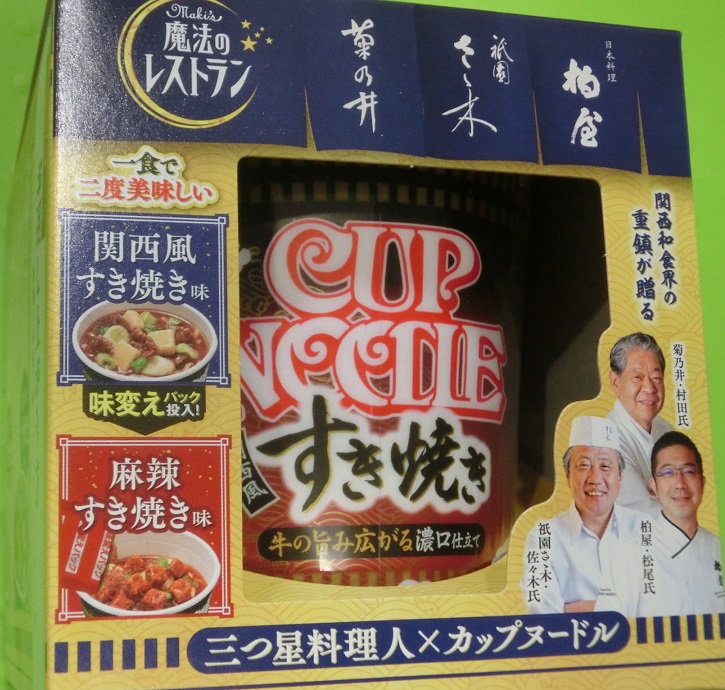 Maki's
魔法の
レストラン
菊乃井
祇園
さゝ木
日本料理
柏屋
一食で
二度美味しい
関西風
すき焼き味
味変えパック
投入!
麻辣
すき焼き味
CUP
NOODLE
関西風
すき焼き
牛の旨み広がる濃口仕立て
関西和食界の
重鎮が贈る
菊乃井・村田氏
祇園さゝ木・
佐々木氏
柏屋・松尾氏
三つ星料理人×カップヌードル